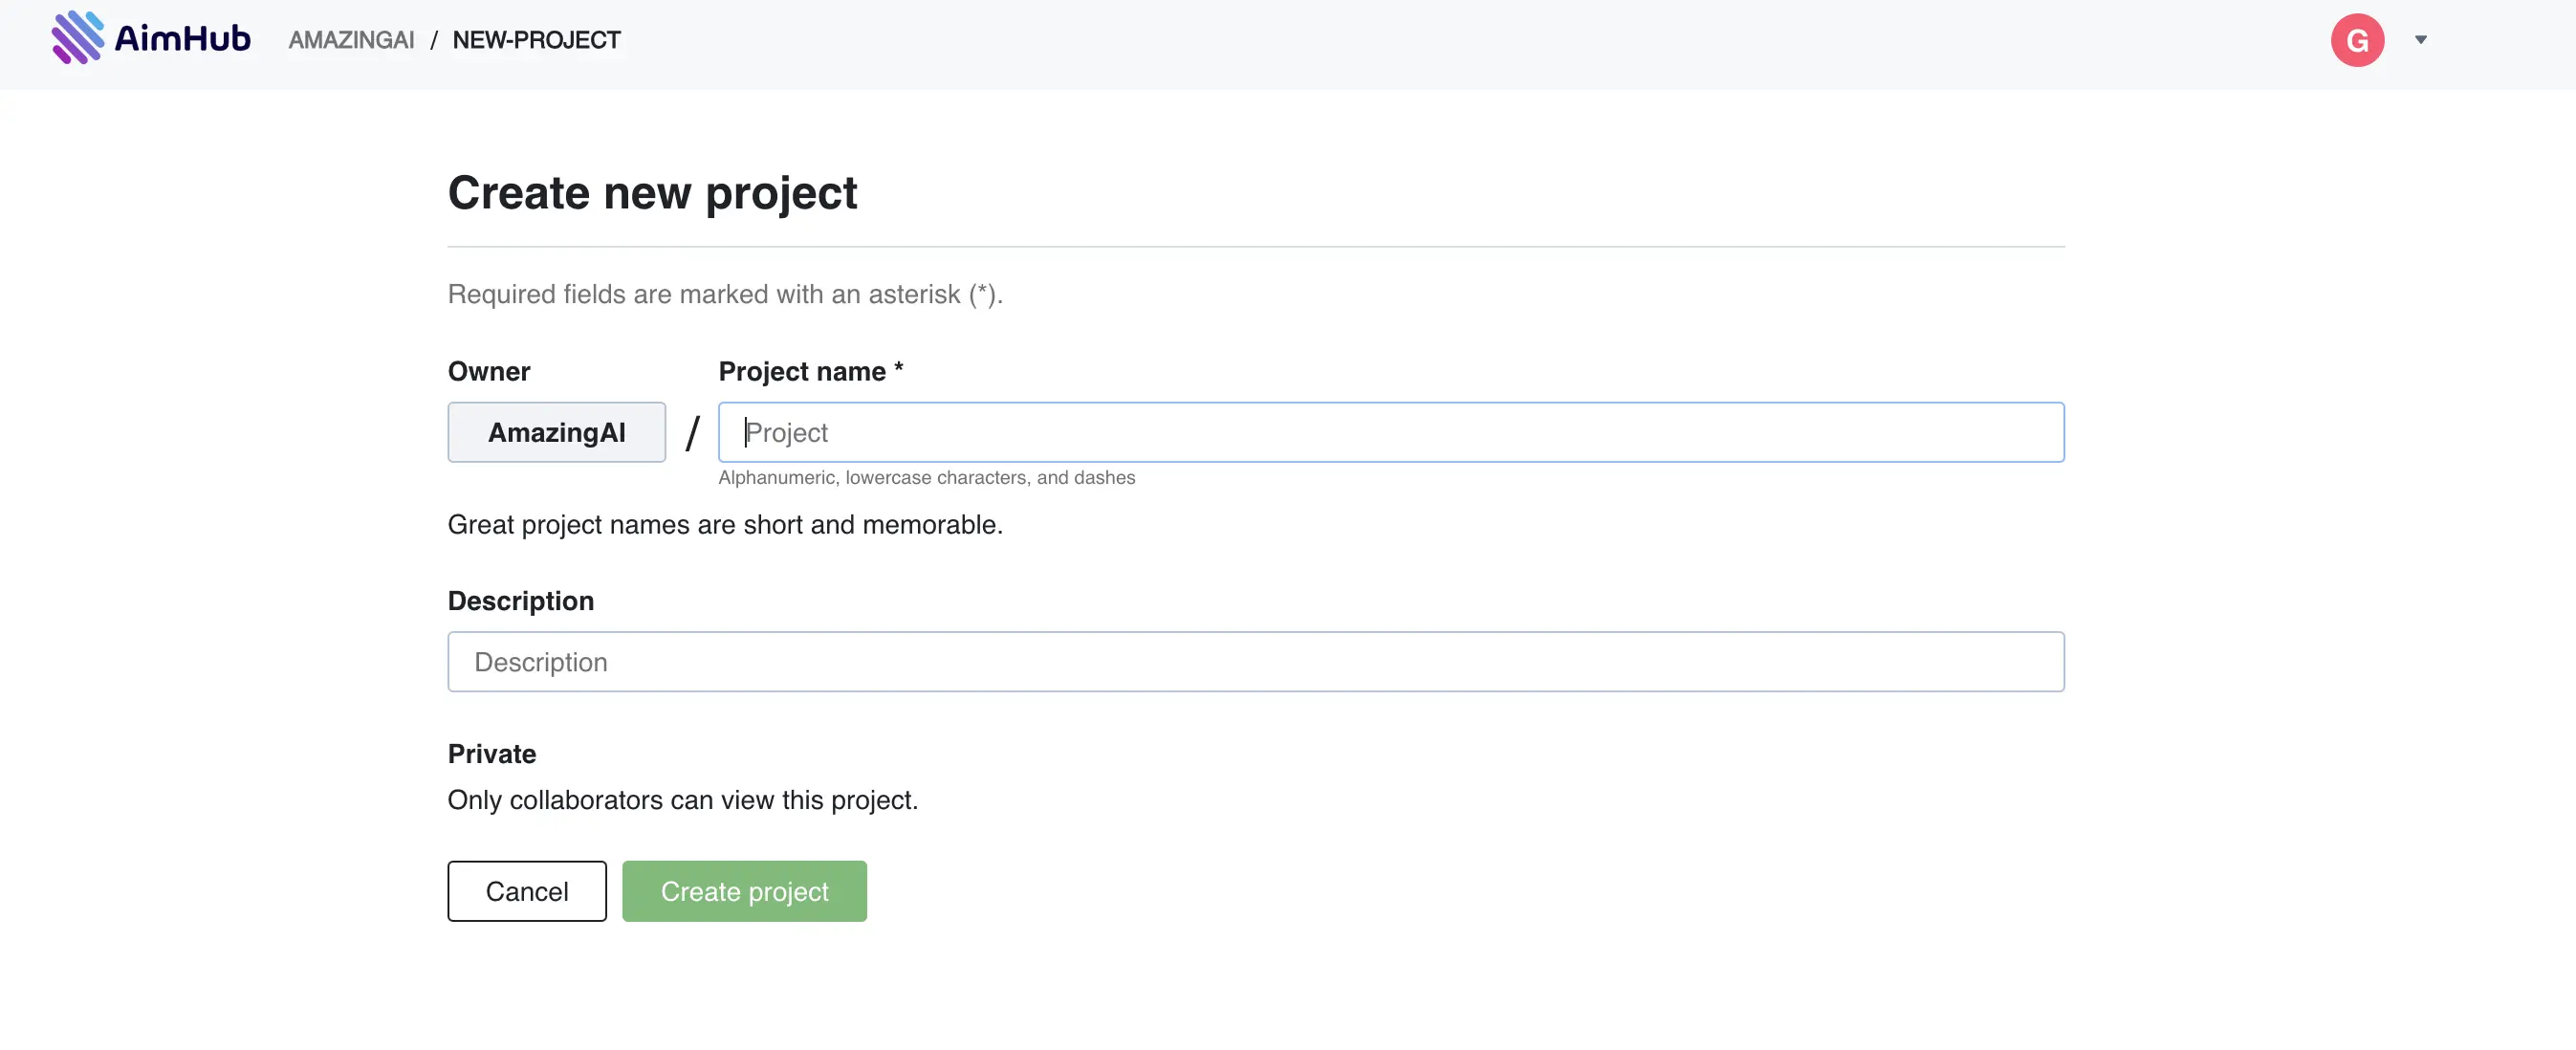 AimHub AMAZINGAI / NEW-PROJECT G
Create new project
Required fields are marked with an asterisk (*).
Owner Project name *
AmazingAI / Project
Alphanumeric, lowercase characters, and dashes
Great project names are short and memorable.
Description
Description
Private
Only collaborators can view this project.
Cancel Create project